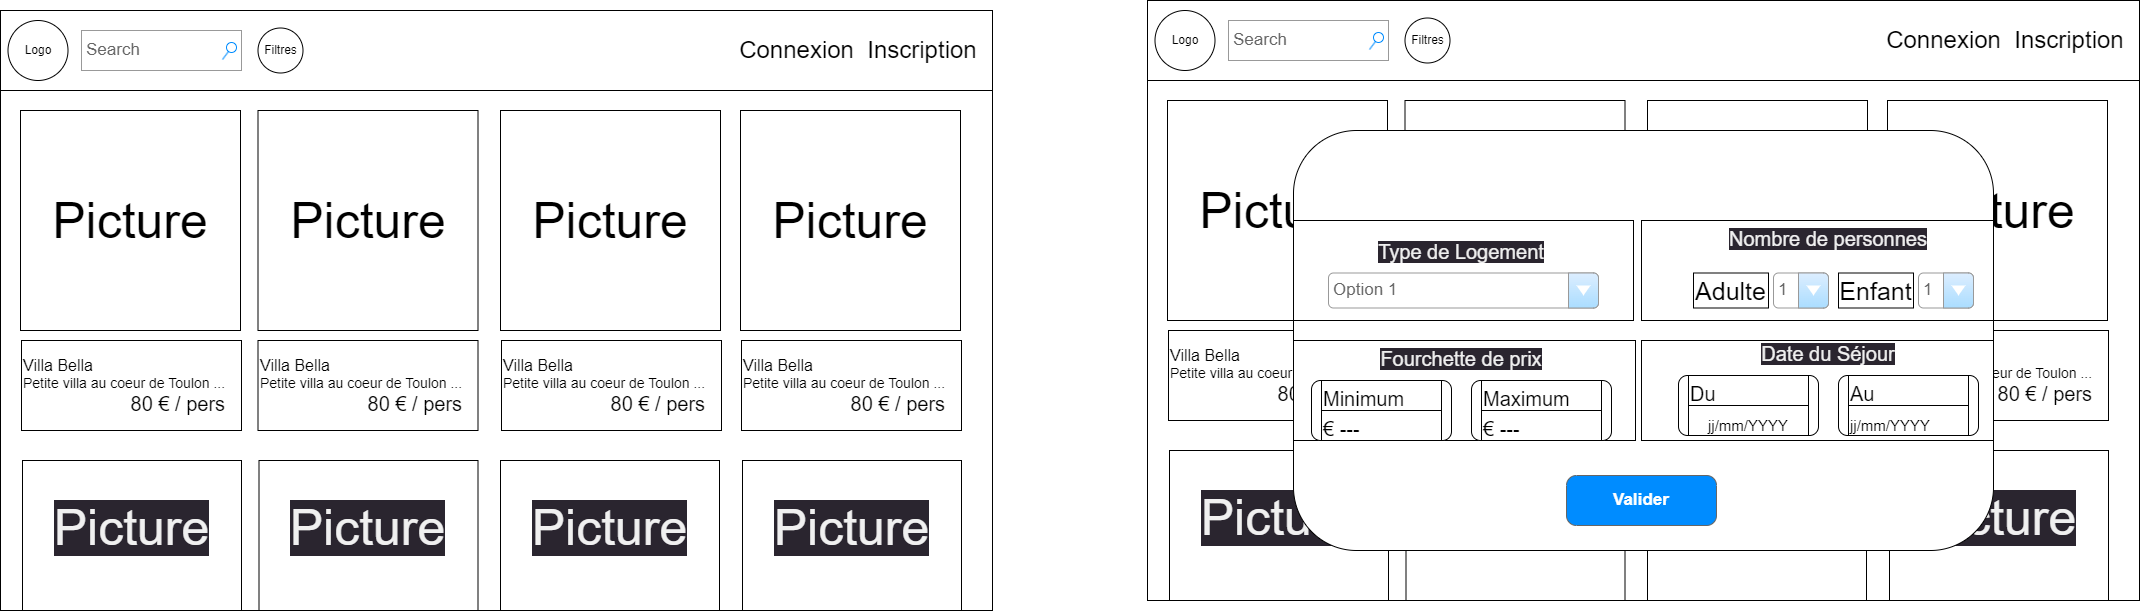 Logo
Search
Filtres
Connexion Inscription
Picture Picture Picture Picture
Villa Bella Villa Bella Villa Bella Villa Bella
Petite villa au coeur de Toulon ... Petite villa au coeur de Toulon ... Petite villa au coeur de Toulon ... Petite villa au coeur de Toulon ...
80 € / pers 80 € / pers 80 € / pers 80 € / pers
Picture Picture Picture Picture
Logo
Search
Filtres
Connexion Inscription
Pictu
ture
Villa Bella
Petite villa au coeur de T
80
eur de Toulon ...
80 € / pers
Pictu
cture
Type de Logement
Option 1
Nombre de personnes
Adulte 1 Enfant 1
Fourchette de prix
Minimum Maximum
€ --- € ---
Date du Séjour
Du Au
jj/mm/YYYY jj/mm/YYYY
Valider